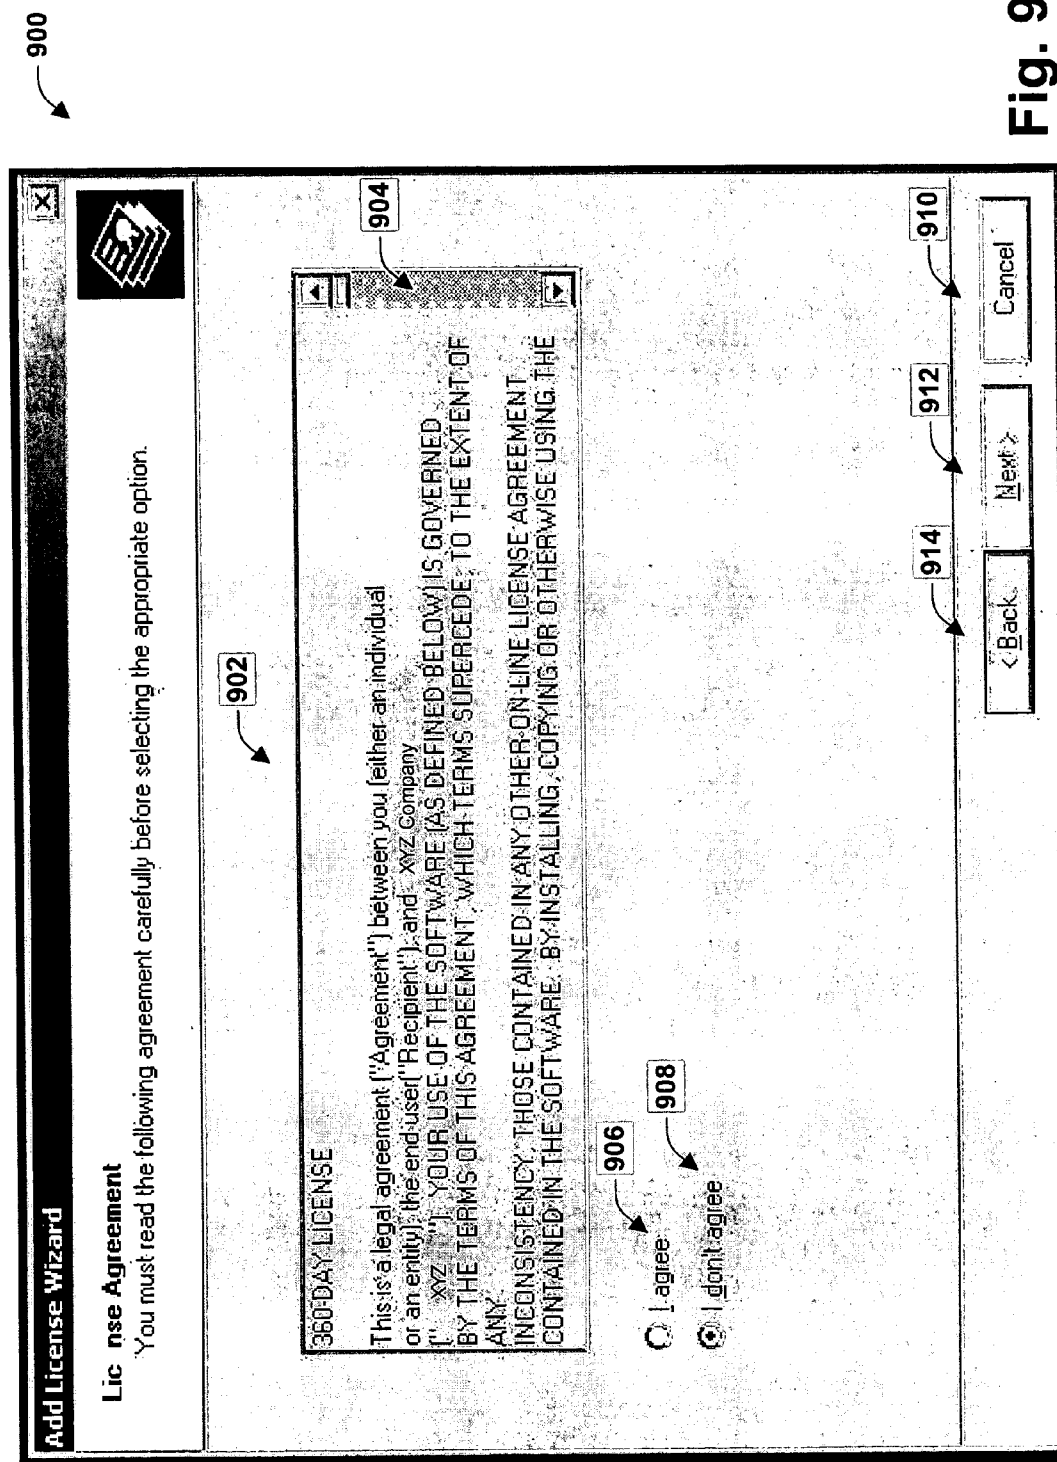 900
Add License Wizard
Lic nse Agreement
You must read the following agreement carefully before selecting the appropiate option.
902
904
360-DAY LICENSE
This is a legal agreement ("Agreement") between you (either an individual
or an entity), the end user ("Recipient"), and XYZ Company
(" XYZ "). YOUR USE OF THE SOFTWARE (AS DEFINED BELOW) IS GOVERNED
BY THE TERMS OF THIS AGREEMENT, WHICH TERMS SUPERCEDE, TO THE EXTENT OF
ANY
INCONSISTENCY, THOSE CONTAINED IN ANY OTHER ON-LINE LICENSE AGREEMENT
CONTAINED IN THE SOFTWARE. BY INSTALLING, COPYING OR OTHERWISE USING THE
906
I agree
908
I don't agree
914
912
910
< Back
Next >
Cancel
Fig. 9